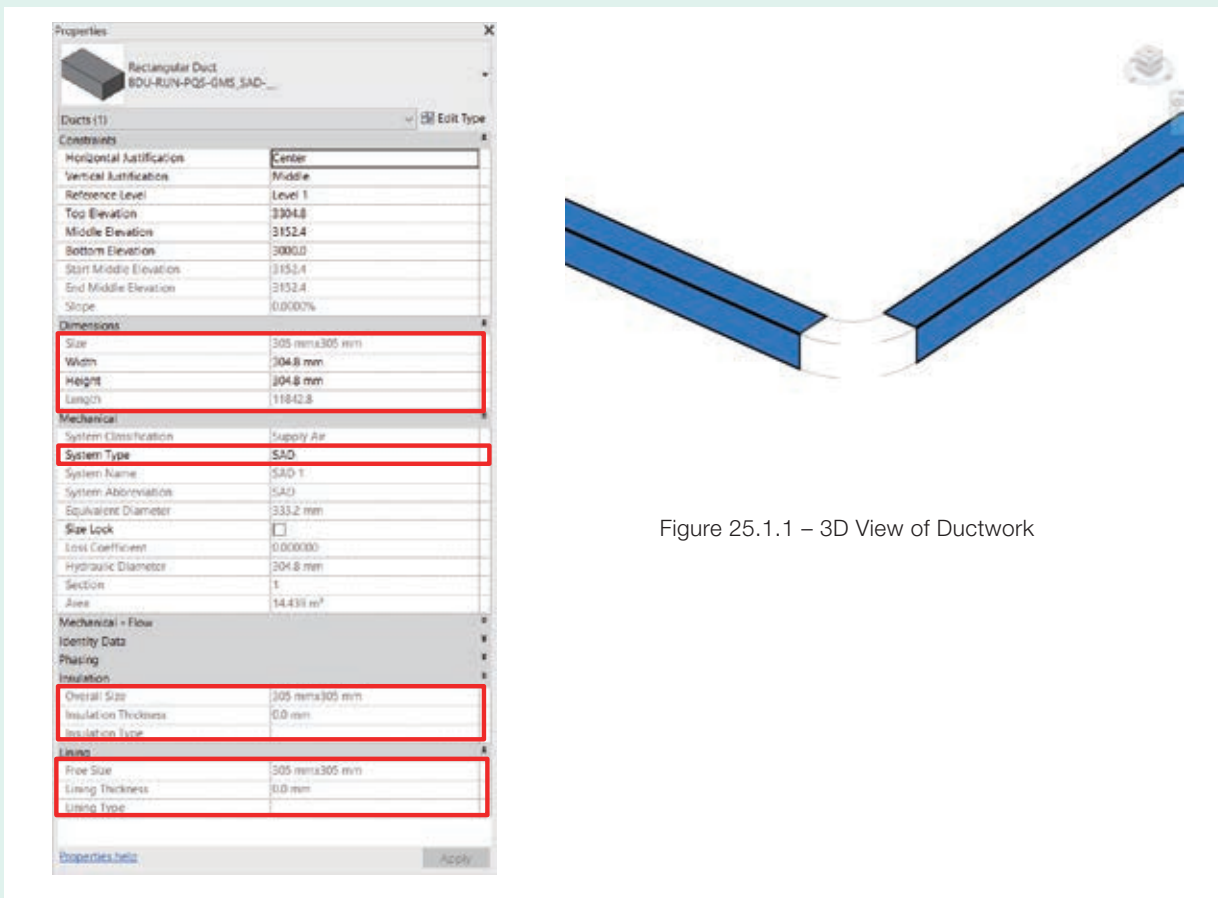 Properties
Rectangular Duct
BDU-RUN-PQS-GMS_SAD-__
Ducts (1) Edit Type
Constraints
Horizontal Justification Center
Vertical Justification Middle
Reference Level Level 1
Top Elevation 3304.8
Middle Elevation 3152.4
Bottom Elevation 3000.0
Start Middle Elevation 3152.4
End Middle Elevation 3152.4
Slope 0.0000%
Dimensions
Size 305 mmx305 mm
Width 304.8 mm
Height 304.8 mm
Length 11842.8
Mechanical
System Classification Supply Air
System Type SAD
System Name SAD 1
System Abbreviation SAD
Equivalent Diameter 333.2 mm
Size Lock
Loss Coefficient 0.000000
Hydraulic Diameter 304.8 mm
Section 1
Area m²
Mechanical - Flow
Identity Data
Phasing
Insulation
Overall Size 305 mmx305 mm
Insulation Thickness 0.0 mm
Insulation Type
Lining
Free Size 305 mmx305 mm
Lining Thickness 0.0 mm
Lining Type
Properties help Apply
Figure 25.1.1 – 3D View of Ductwork